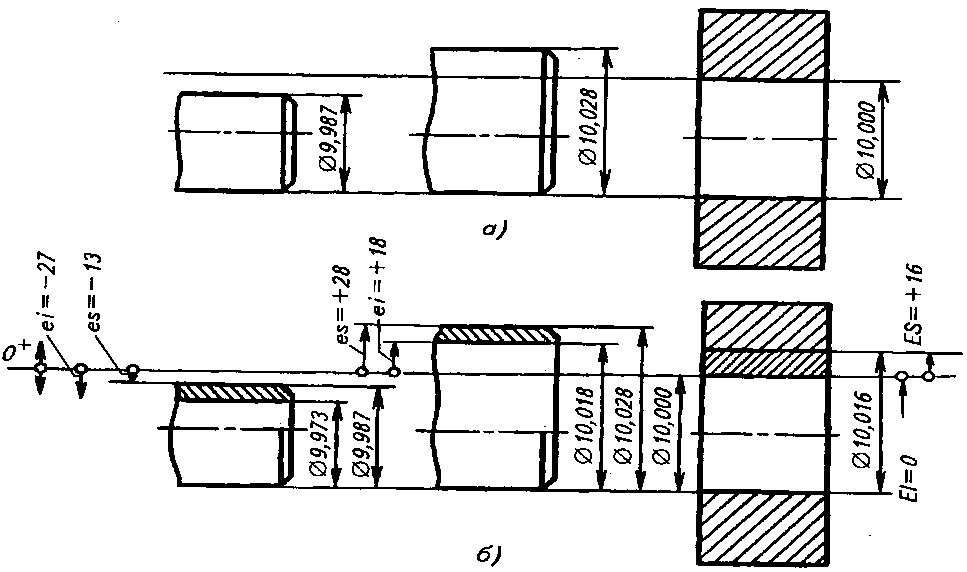 Ø9,987
Ø10,028
Ø10,000
а)
0+
ei=-27
es=-13
es=+28
ei=+18
ES=+16
Ø9,973
Ø9,987
Ø10,018
Ø10,028
Ø10,000
Ø10,016
EI=0
б)